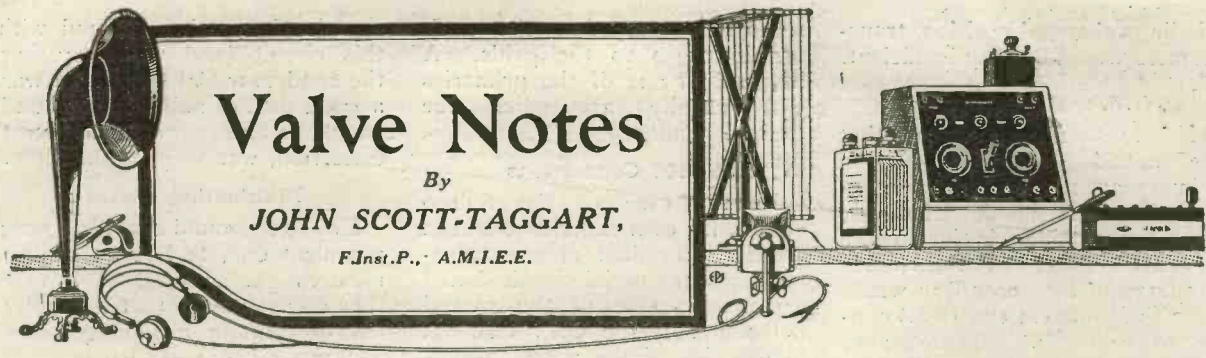 Valve Notes
By
JOHN SCOTT-TAGGART,
F.Inst.P., A.M.I.E.E.